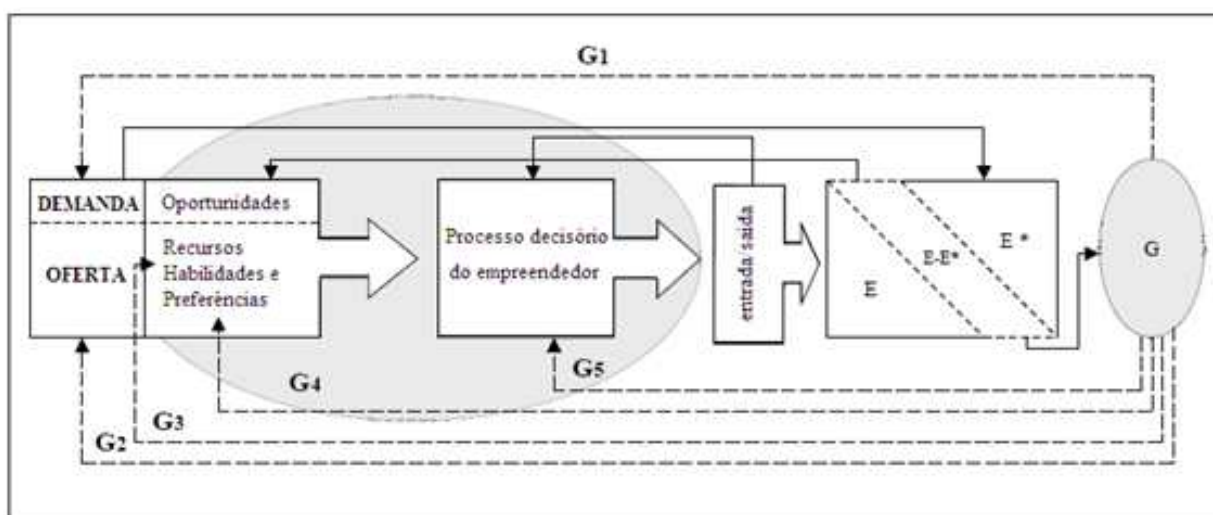 G1
DEMANDA
Oportunidades
OFERTA
Recursos
Habilidades e
Preferências
Processo decisório
do empreendedor
entrada/saída
E
E-E*
E *
G
G5
G4
G3
G2